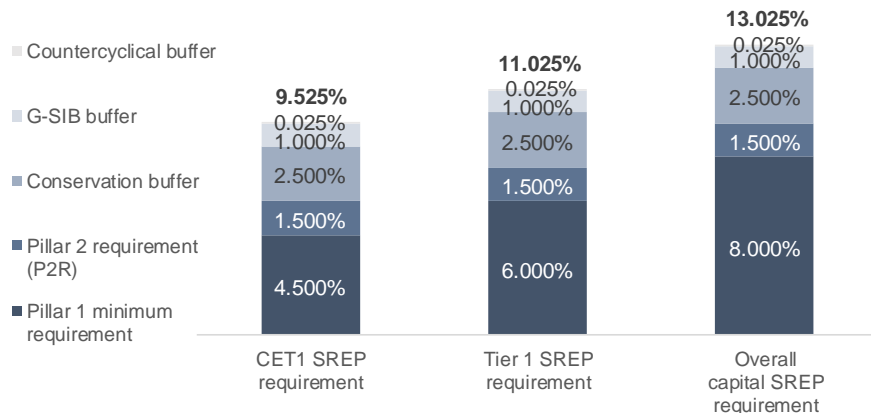 Countercyclical buffer
G-SIB buffer
Conservation buffer
Pillar 2 requirement
(P2R)
Pillar 1 minimum
requirement
9.525%
0.025%
1.000%
2.500%
1.500%
4.500%
CET1 SREP
requirement
11.025%
0.025%
1.000%
2.500%
1.500%
6.000%
Tier 1 SREP
requirement
13.025%
0.025%
1.000%
2.500%
1.500%
8.000%
Overall
capital SREP
requirement